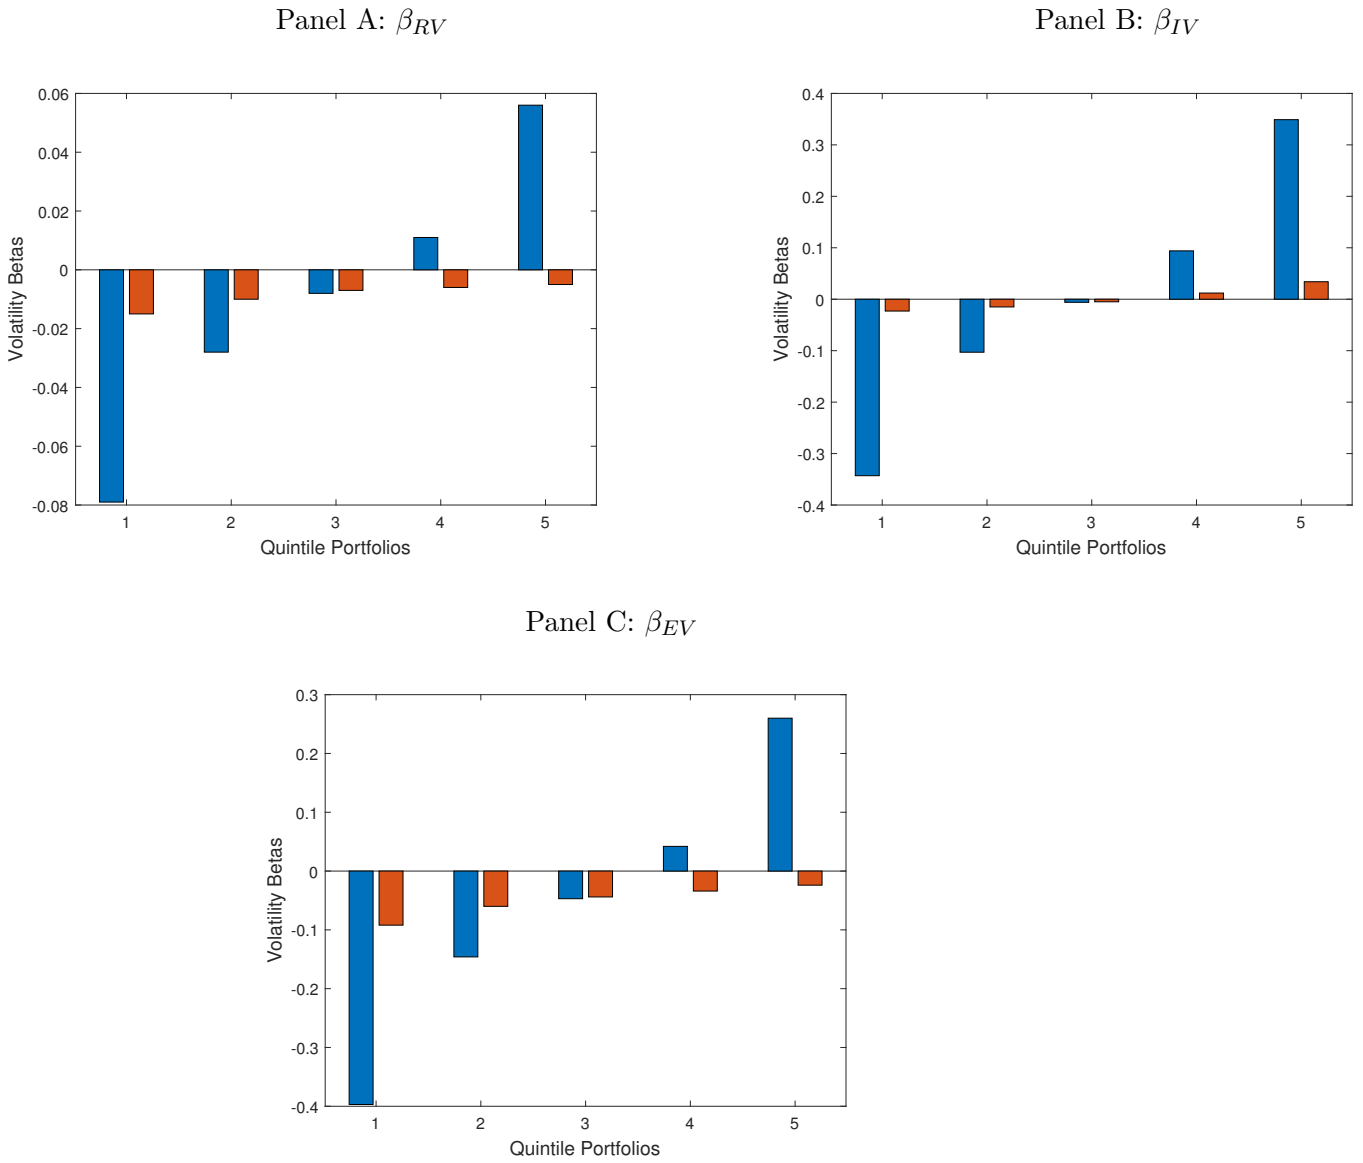 Panel A: β_RV
0.06
0.04
0.02
0
-0.02
-0.04
-0.06
-0.08
Volatility Betas
1 2 3 4 5
Quintile Portfolios
Panel B: β_IV
0.4
0.3
0.2
0.1
0
-0.1
-0.2
-0.3
-0.4
Volatility Betas
1 2 3 4 5
Quintile Portfolios
Panel C: β_EV
0.3
0.2
0.1
0
-0.1
-0.2
-0.3
-0.4
Volatility Betas
1 2 3 4 5
Quintile Portfolios